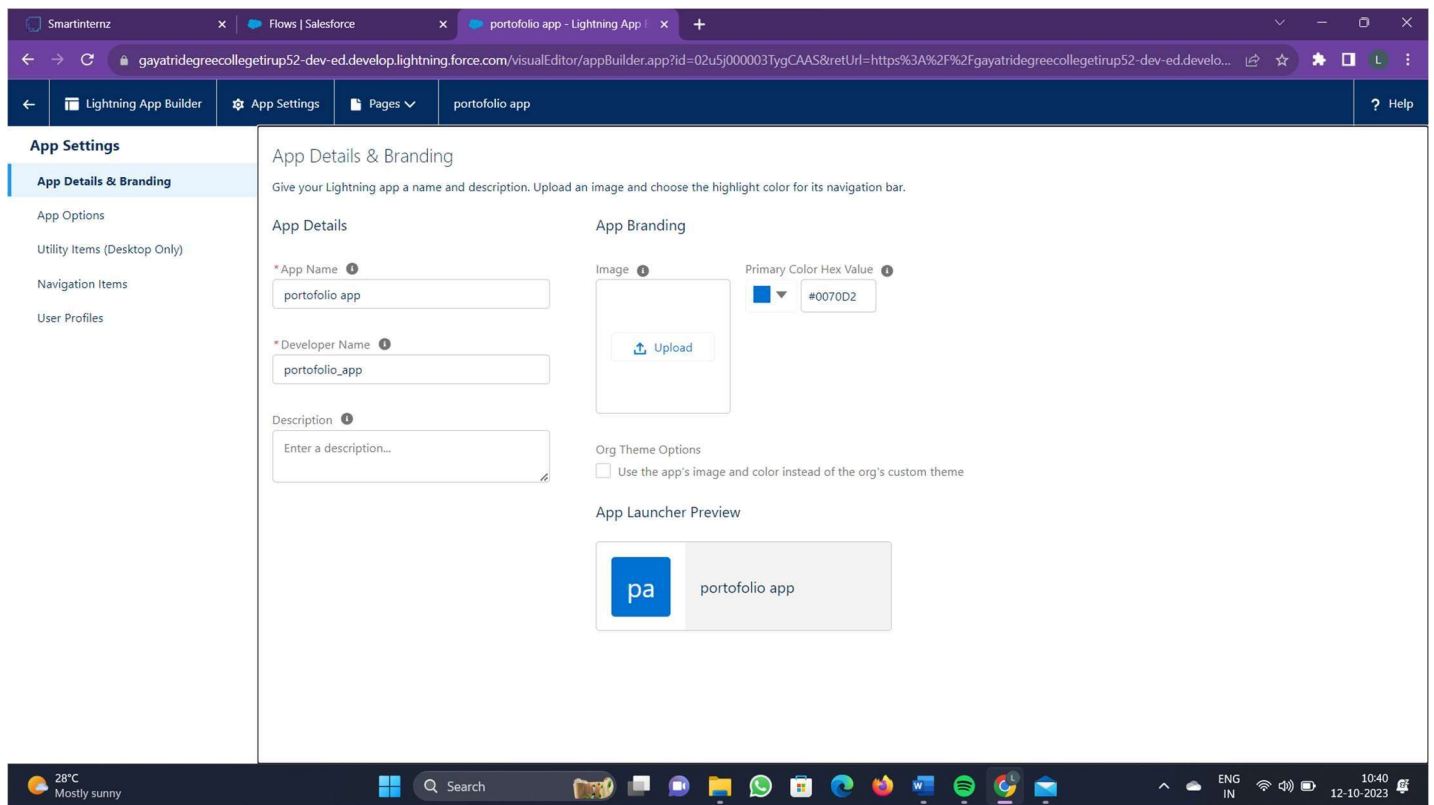 Smartinternz
Flows | Salesforce
portofolio app - Lightning App
gayatridegreecollegetirup52-dev-ed.develop.lightning.force.com/visualEditor/appBuilder.app?id=02u5j000003TygCAAS&retUrl=https%3A%2F%2Fgayatridegreecollegetirup52-dev-ed.develo...
L
Lightning App Builder
App Settings
Pages
portofolio app
? Help
App Settings
App Details & Branding
App Options
Utility Items (Desktop Only)
Navigation Items
User Profiles
App Details & Branding
Give your Lightning app a name and description. Upload an image and choose the highlight color for its navigation bar.
App Details
*App Name
portofolio app
*Developer Name
portofolio_app
Description
Enter a description...
App Branding
Image
Upload
Primary Color Hex Value
#0070D2
Org Theme Options
Use the app's image and color instead of the org's custom theme
App Launcher Preview
pa
portofolio app
28°C
Mostly sunny
Search
ENG
IN
10:40
12-10-2023